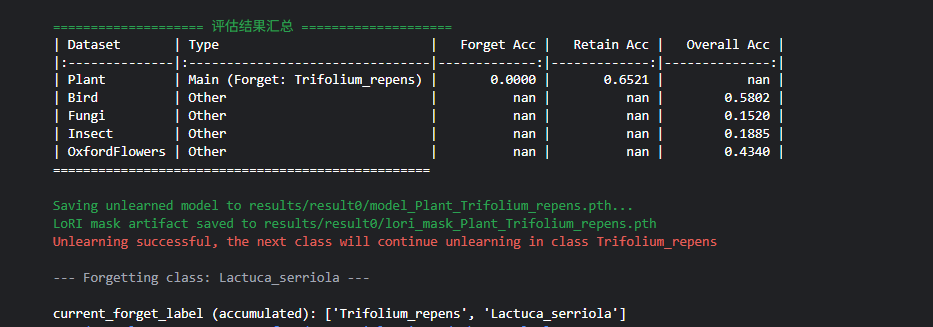 ==================== 评估结果汇总 ====================
| Dataset       | Type                           |   Forget Acc |   Retain Acc |   Overall Acc |
|:--------------|:-------------------------------|-------------:|-------------:|--------------:|
| Plant         | Main (Forget: Trifolium_repens) |       0.0000 |       0.6521 |           nan |
| Bird          | Other                          |          nan |          nan |        0.5802 |
| Fungi         | Other                          |          nan |          nan |        0.1520 |
| Insect        | Other                          |          nan |          nan |        0.1885 |
| OxfordFlowers | Other                          |          nan |          nan |        0.4340 |
==================================================
Saving unlearned model to results/result0/model_Plant_Trifolium_repens.pth...
LoRI mask artifact saved to results/result0/lori_mask_Plant_Trifolium_repens.pth
Unlearning successful, the next class will continue unlearning in class Trifolium_repens
--- Forgetting class: Lactuca_serriola ---
current_forget_label (accumulated): ['Trifolium_repens', 'Lactuca_serriola']